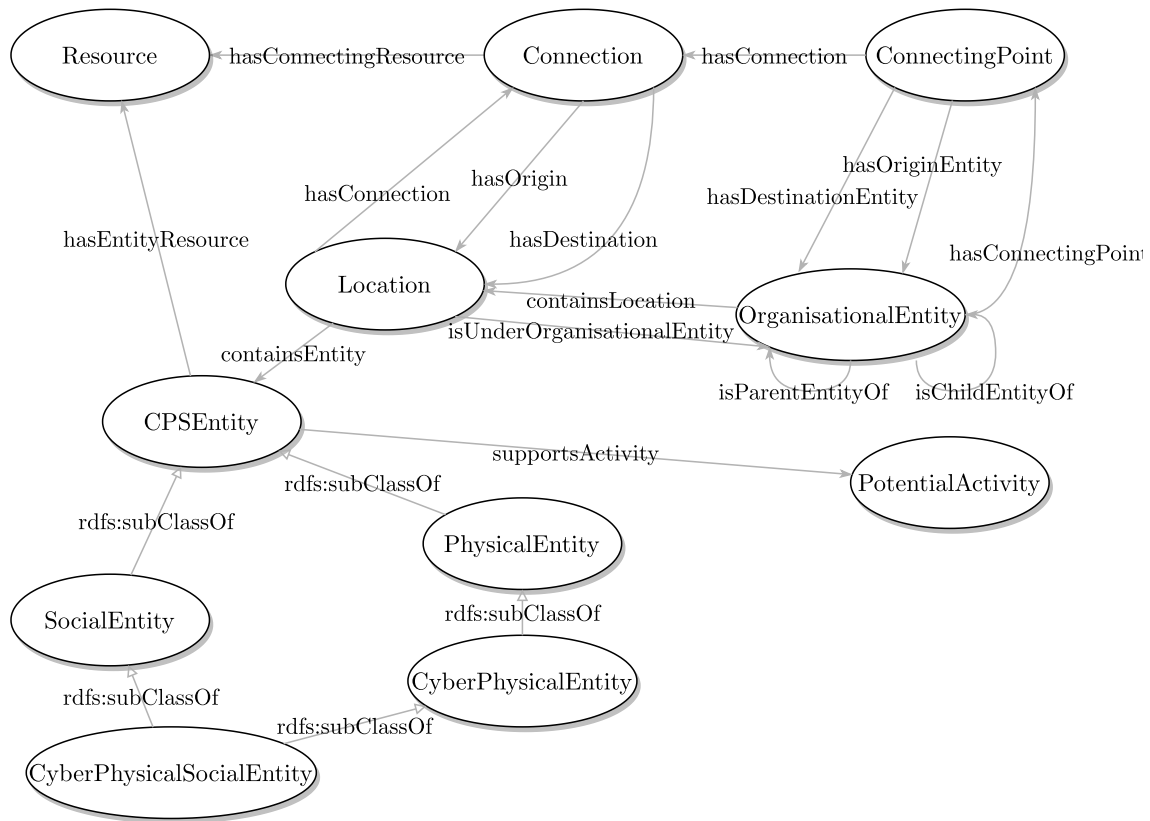 Resource
hasConnectingResource
Connection
hasConnection
ConnectingPoint
hasOriginEntity
hasOrigin
hasConnection
hasDestinationEntity
hasEntityResource
hasDestination
hasConnectingPoint
Location
containsLocation
OrganisationalEntity
isUnderOrganisationalEntity
containsEntity
isParentEntityOf
isChildEntityOf
CPSEntity
supportsActivity
rdfs:subClassOf
PotentialActivity
rdfs:subClassOf
PhysicalEntity
rdfs:subClassOf
SocialEntity
CyberPhysicalEntity
rdfs:subClassOf
rdfs:subClassOf
CyberPhysicalSocialEntity